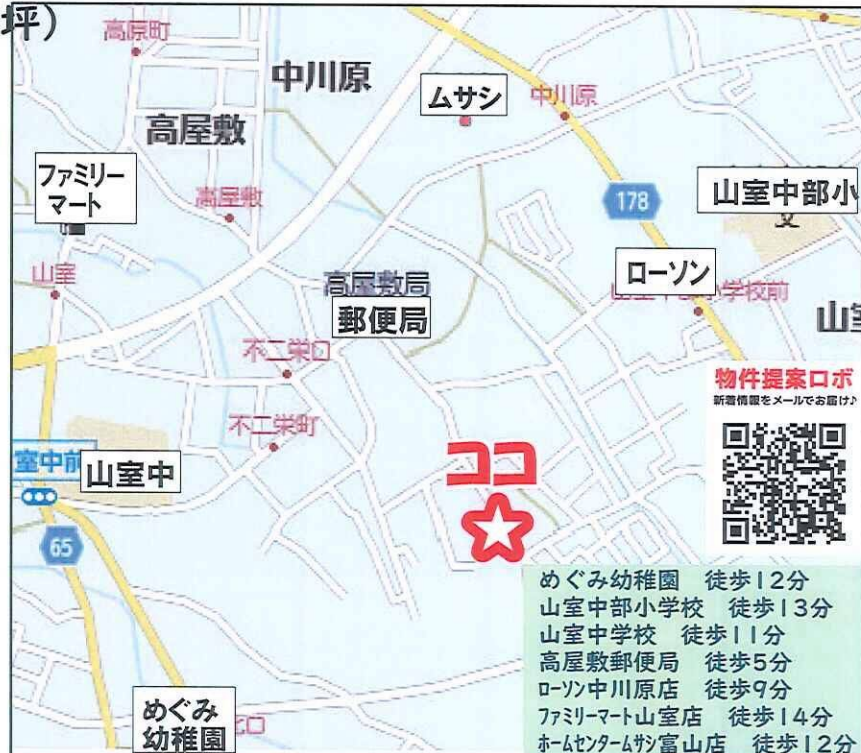 坪)
高原町
中川原
ムサシ
中川原
高屋敷
ファミリー
マート
高屋敷
178
山室中部小
山室
高屋敷局
郵便局
ローソン
小学校前
山室
不二栄口
物件提案ロボ
新着情報をメールでお届け♪
不二栄町
室中前
山室中
ココ
65
めぐみ
幼稚園
北口
めぐみ幼稚園 徒歩12分
山室中部小学校 徒歩13分
山室中学校 徒歩11分
高屋敷郵便局 徒歩5分
ローソン中川原店 徒歩9分
ファミリーマート山室店 徒歩14分
ホームセンタームサシ富山店 徒歩12分